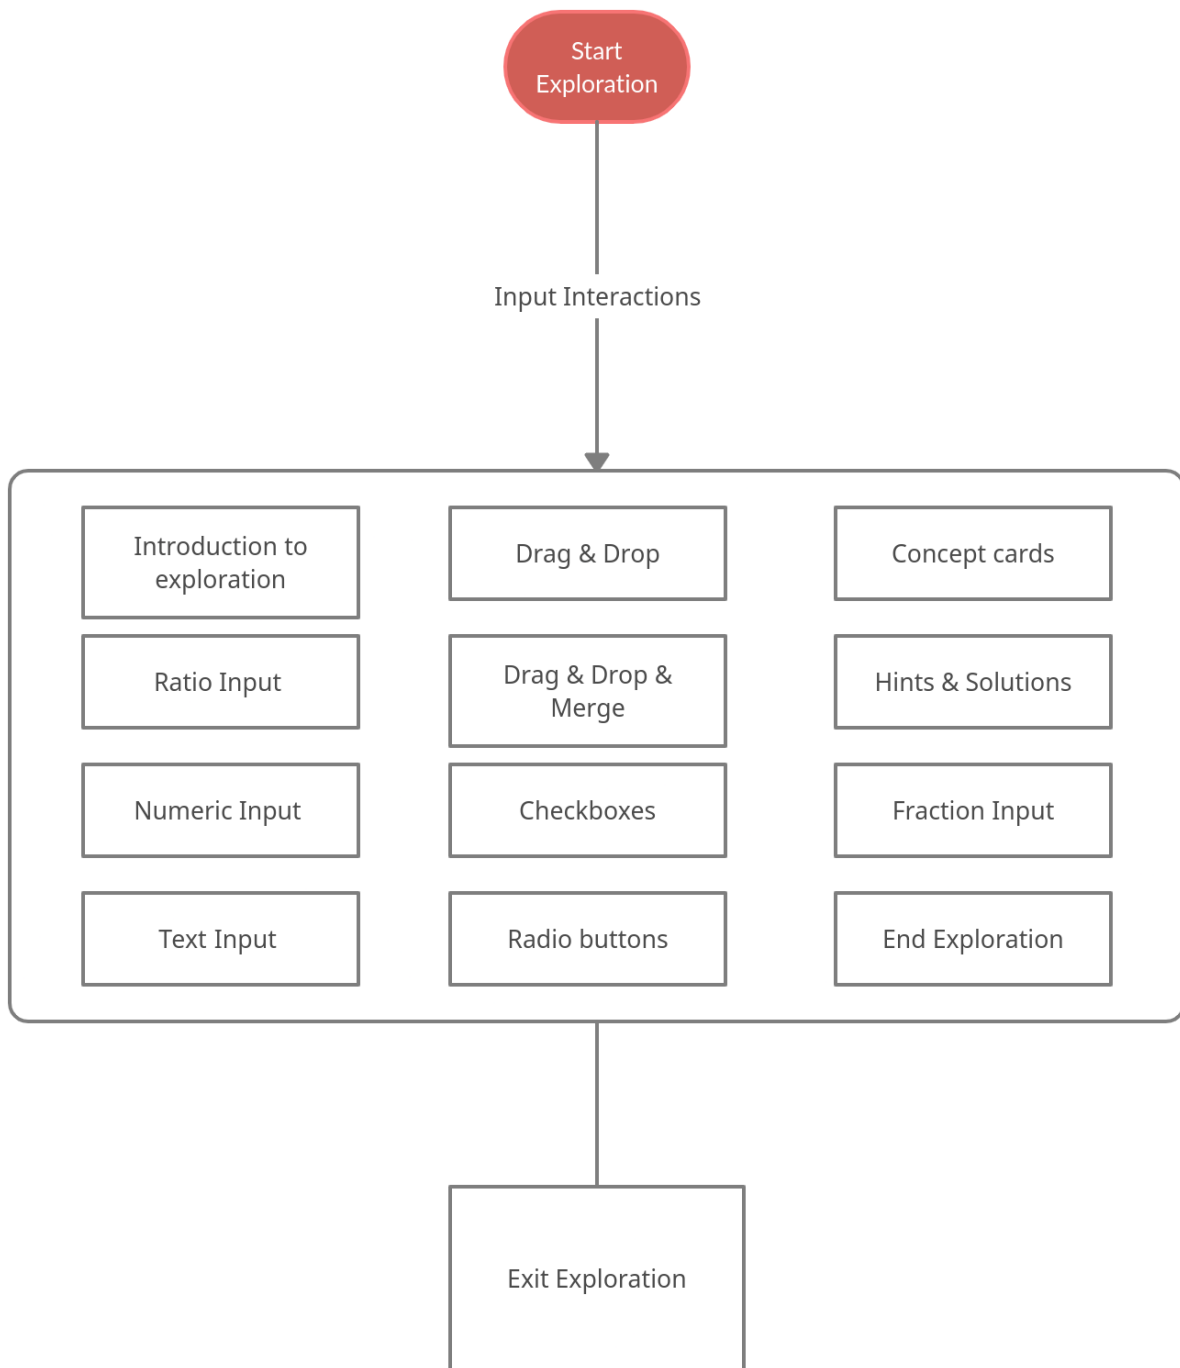 Start
Exploration
Input Interactions
Introduction to
exploration
Drag & Drop
Concept cards
Ratio Input
Drag & Drop &
Merge
Hints & Solutions
Numeric Input
Checkboxes
Fraction Input
Text Input
Radio buttons
End Exploration
Exit Exploration